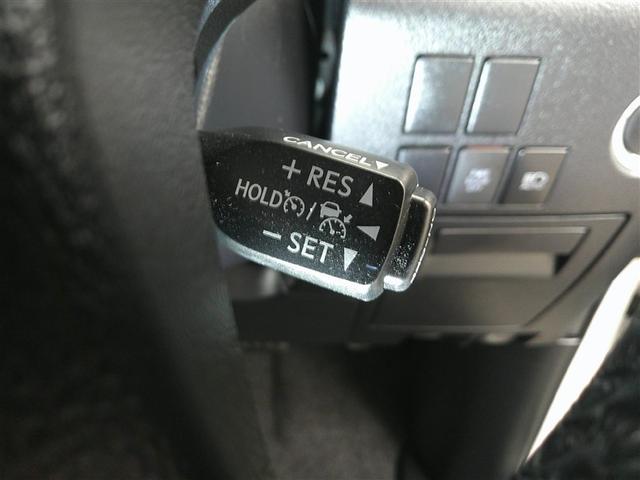 CANCEL▼
+ RES ▲
HOLD / ◀
− SET ▼